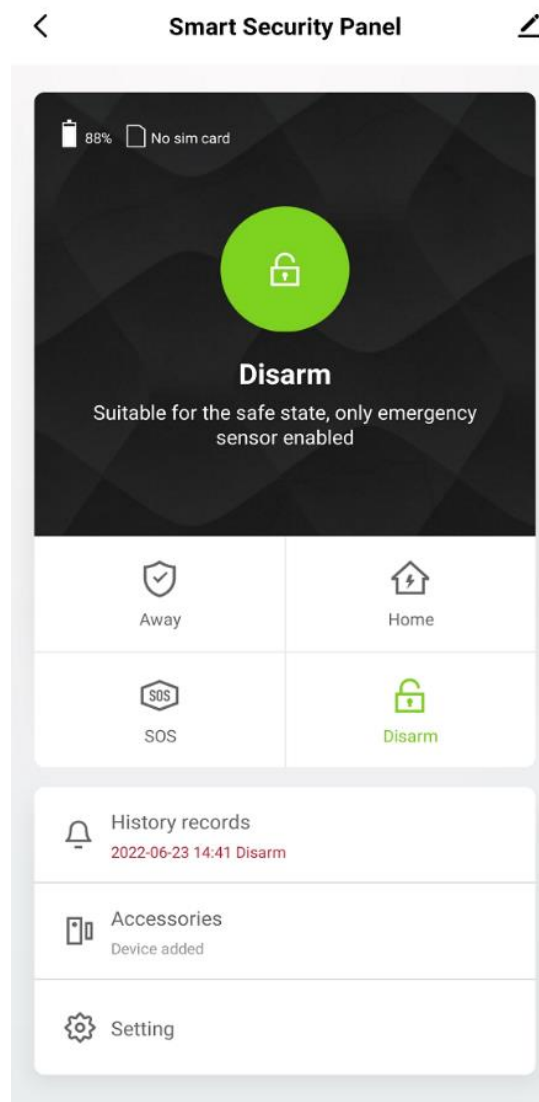 Smart Security Panel
88% No sim card
Disarm
Suitable for the safe state, only emergency
sensor enabled
Away
Home
SOS
SOS
Disarm
History records
2022-06-23 14:41 Disarm
Accessories
Device added
Setting